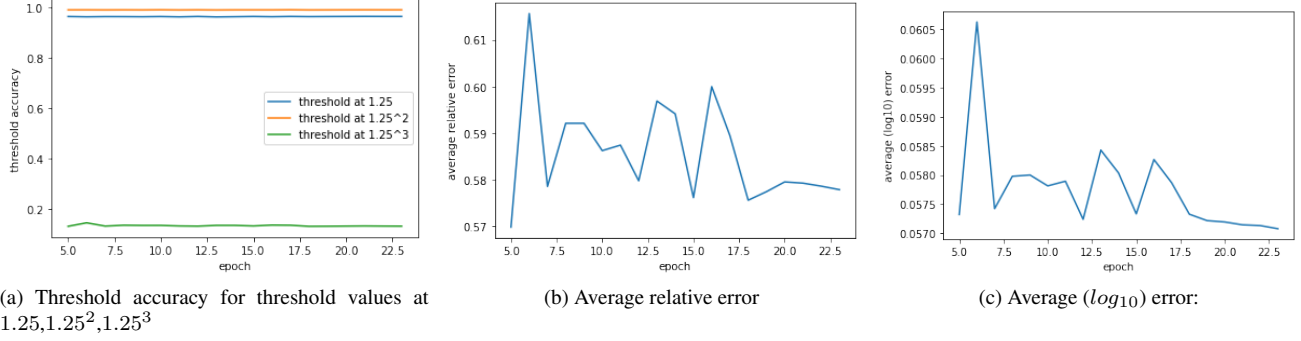 1.0
0.8
0.6
0.4
0.2
threshold accuracy
threshold at 1.25
threshold at 1.25^2
threshold at 1.25^3
5.0 7.5 10.0 12.5 15.0 17.5 20.0 22.5
epoch
(a) Threshold accuracy for threshold values at
1.25,1.25²,1.25³
0.61
0.60
0.59
0.58
0.57
average relative error
5.0 7.5 10.0 12.5 15.0 17.5 20.0 22.5
epoch
(b) Average relative error
0.0605
0.0600
0.0595
0.0590
0.0585
0.0580
0.0575
0.0570
average (log10) error
5.0 7.5 10.0 12.5 15.0 17.5 20.0 22.5
epoch
(c) Average (log₁₀) error: